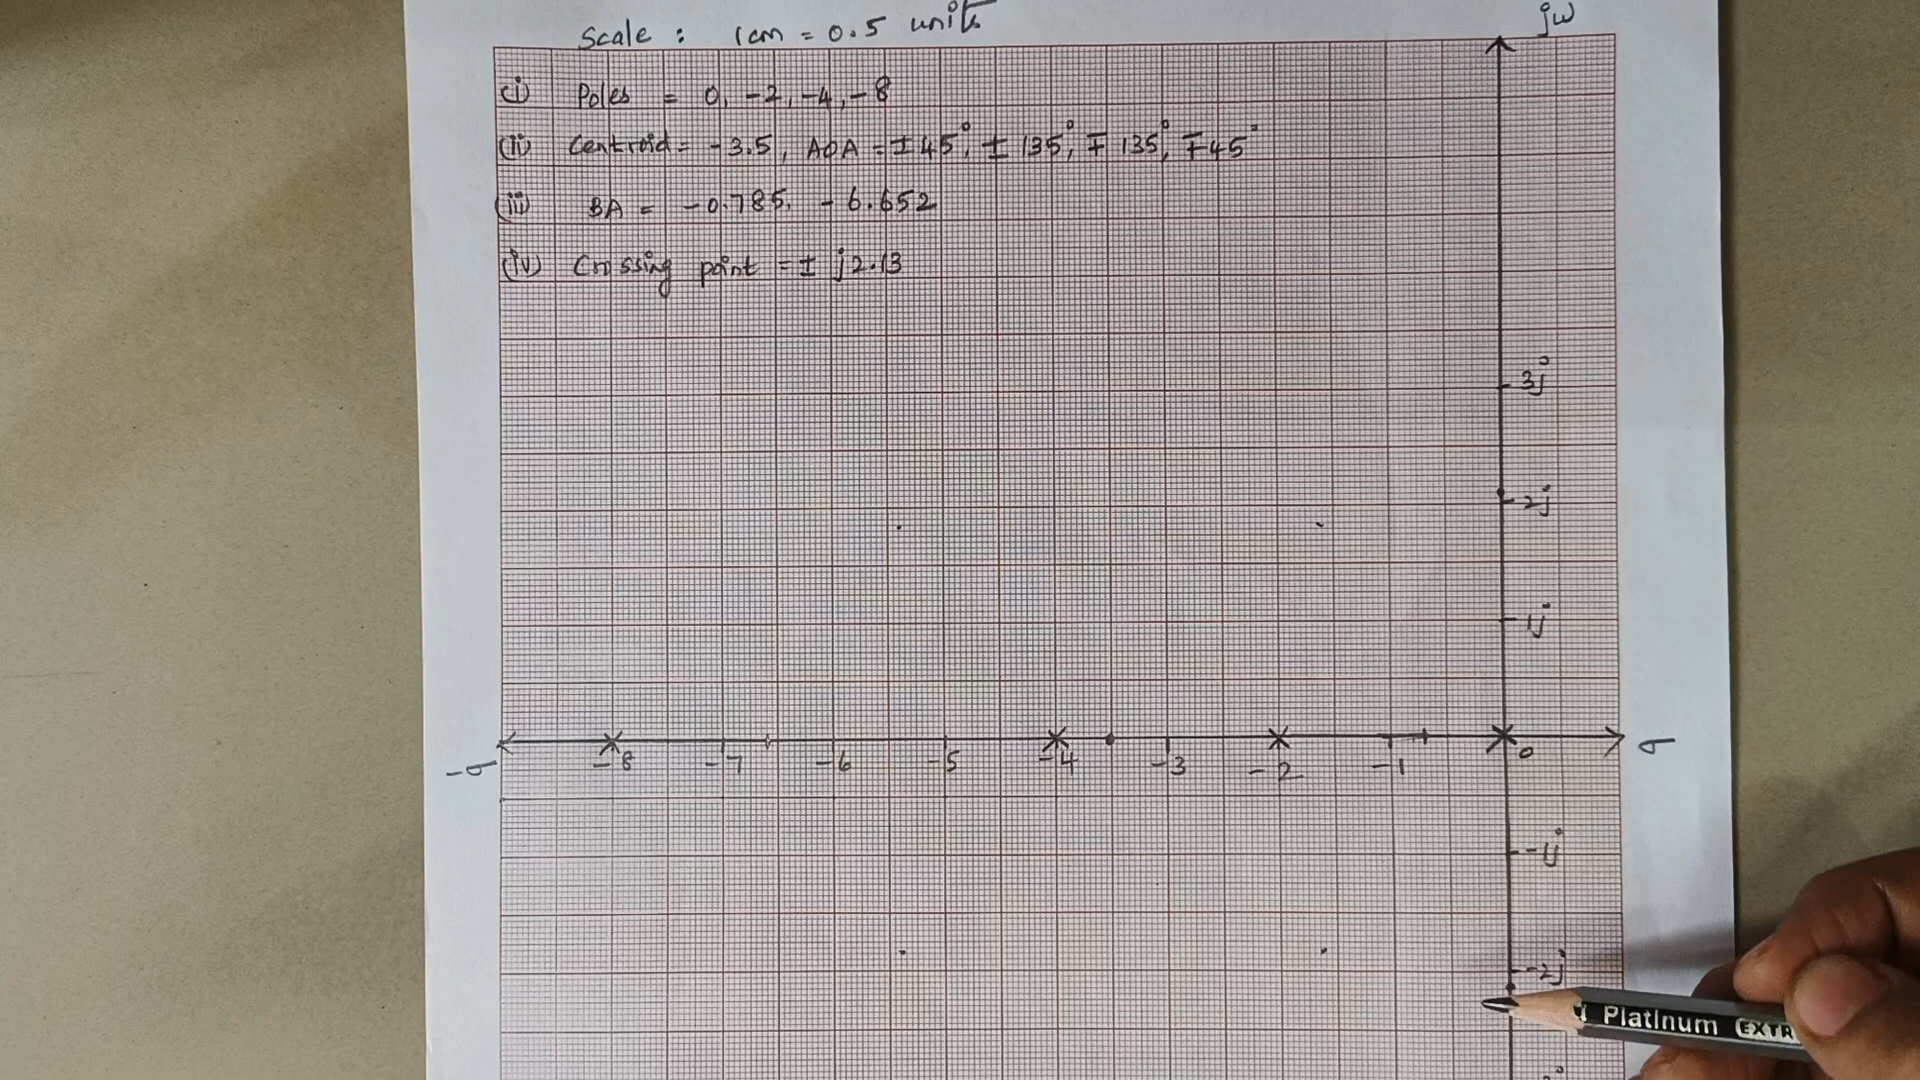 Scale : 1cm = 0.5 units
jω
(i) Poles = 0, -2, -4, -8
(ii) Centroid = -3.5, AOA = ±45°, ±135°, ∓135°, ∓45°
(iii) BA = -0.785, -6.652
(iv) Crossing point = ± j2.13
3j
2j
1j
-σ -8 -7 -6 -5 -4 -3 -2 -1 0 σ
-1j
-2j
Platinum EXTR